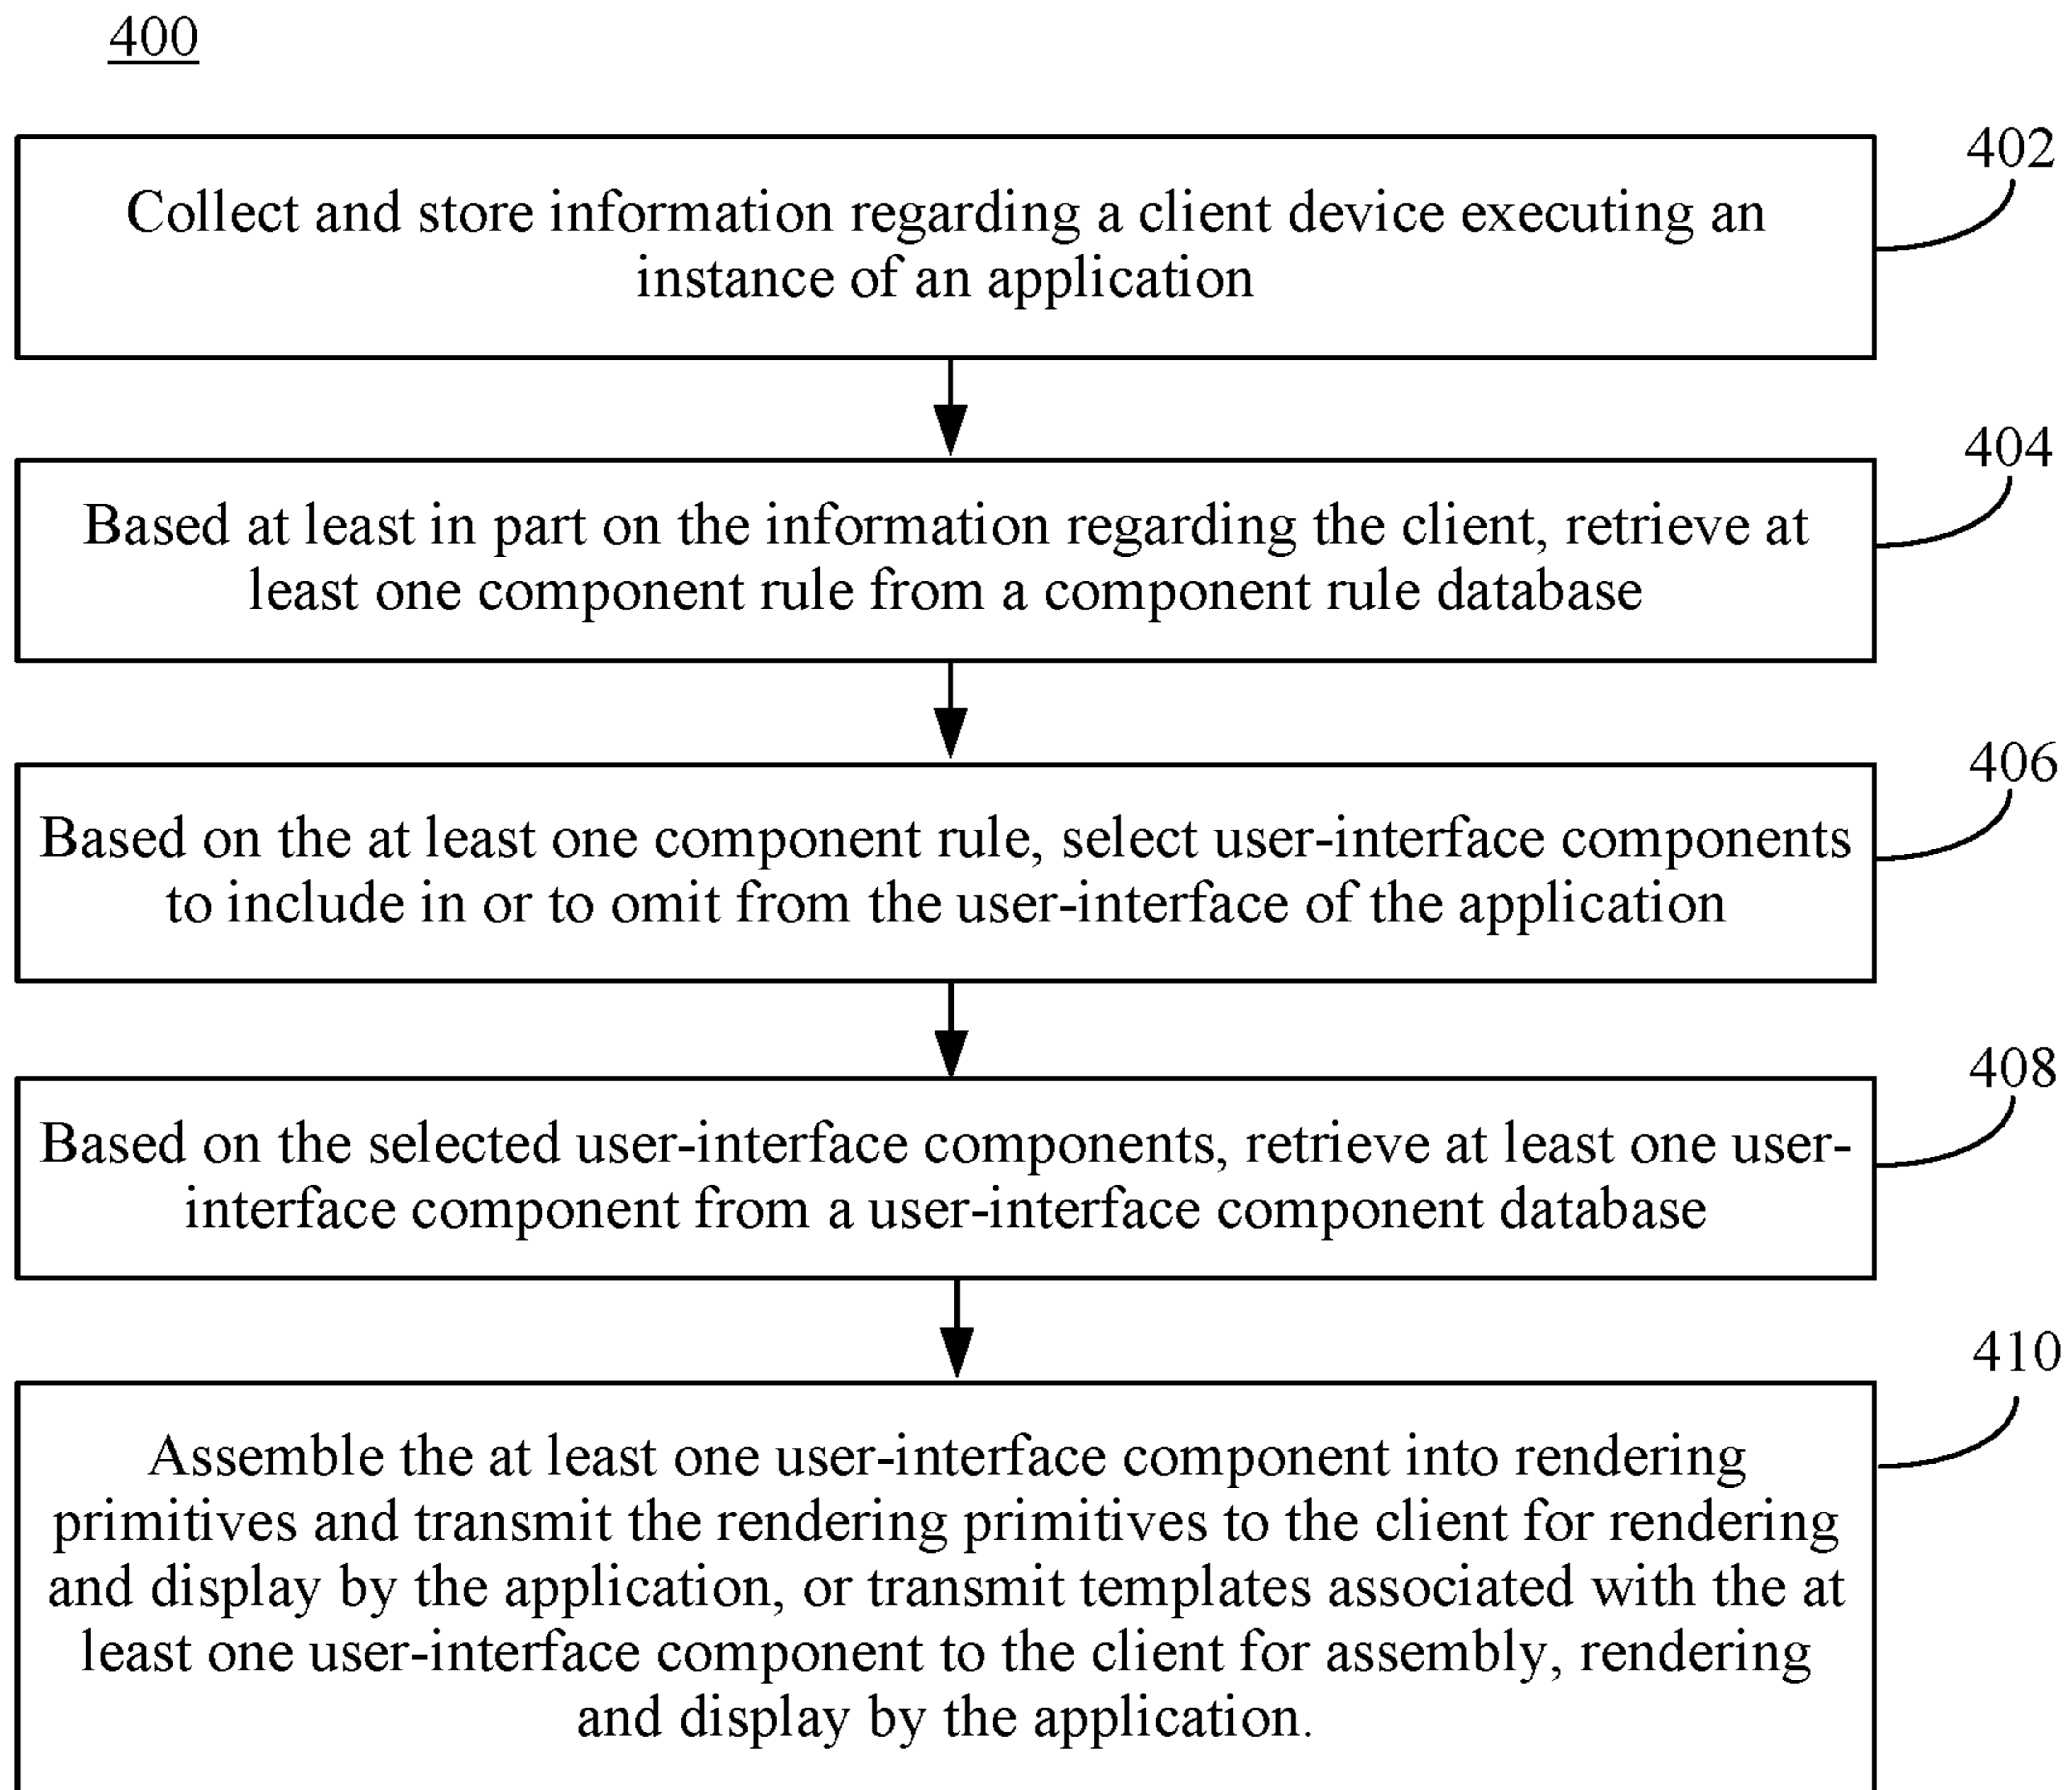 400
402
Collect and store information regarding a client device executing an
instance of an application
404
Based at least in part on the information regarding the client, retrieve at
least one component rule from a component rule database
406
Based on the at least one component rule, select user-interface components
to include in or to omit from the user-interface of the application
408
Based on the selected user-interface components, retrieve at least one user-
interface component from a user-interface component database
410
Assemble the at least one user-interface component into rendering
primitives and transmit the rendering primitives to the client for rendering
and display by the application, or transmit templates associated with the at
least one user-interface component to the client for assembly, rendering
and display by the application.